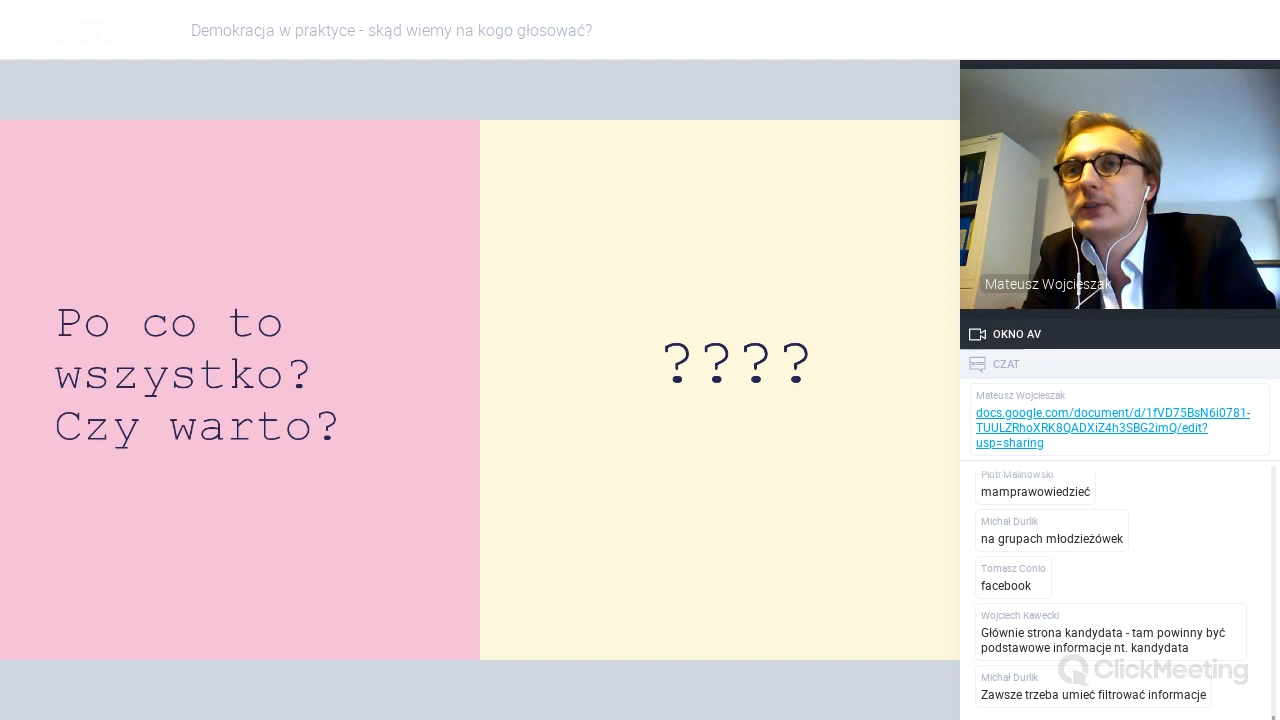 Demokracja w praktyce - skąd wiemy na kogo głosować?
Po co to
wszystko?
Czy warto?
????
Mateusz Wojcieszak
OKNO AV
CZAT
Mateusz Wojcieszak
docs.google.com/document/d/1fVD75BsN6i0781-
TUULZRhoXRK8QADXiZ4h3SBG2imQ/edit?
usp=sharing
Piotr Malinowski
mamprawowiedzieć
Michał Durlik
na grupach młodzieżówek
Tomasz Conio
facebook
Wojciech Kawecki
Głównie strona kandydata - tam powinny być
podstawowe informacje nt. kandydata
ClickMeeting
Michał Durlik
Zawsze trzeba umieć filtrować informacje